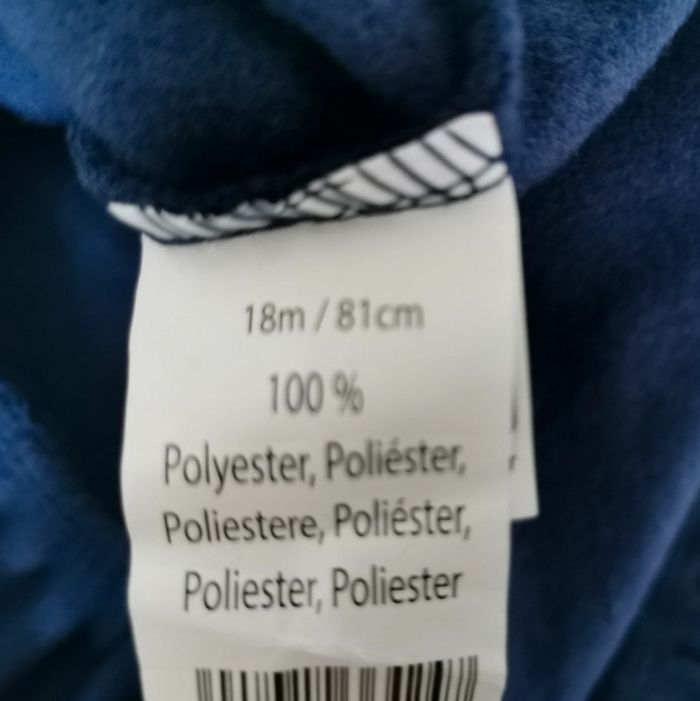 18m / 81cm
100 %
Polyester, Poliéster,
Poliestere, Poliéster,
Poliester, Poliester